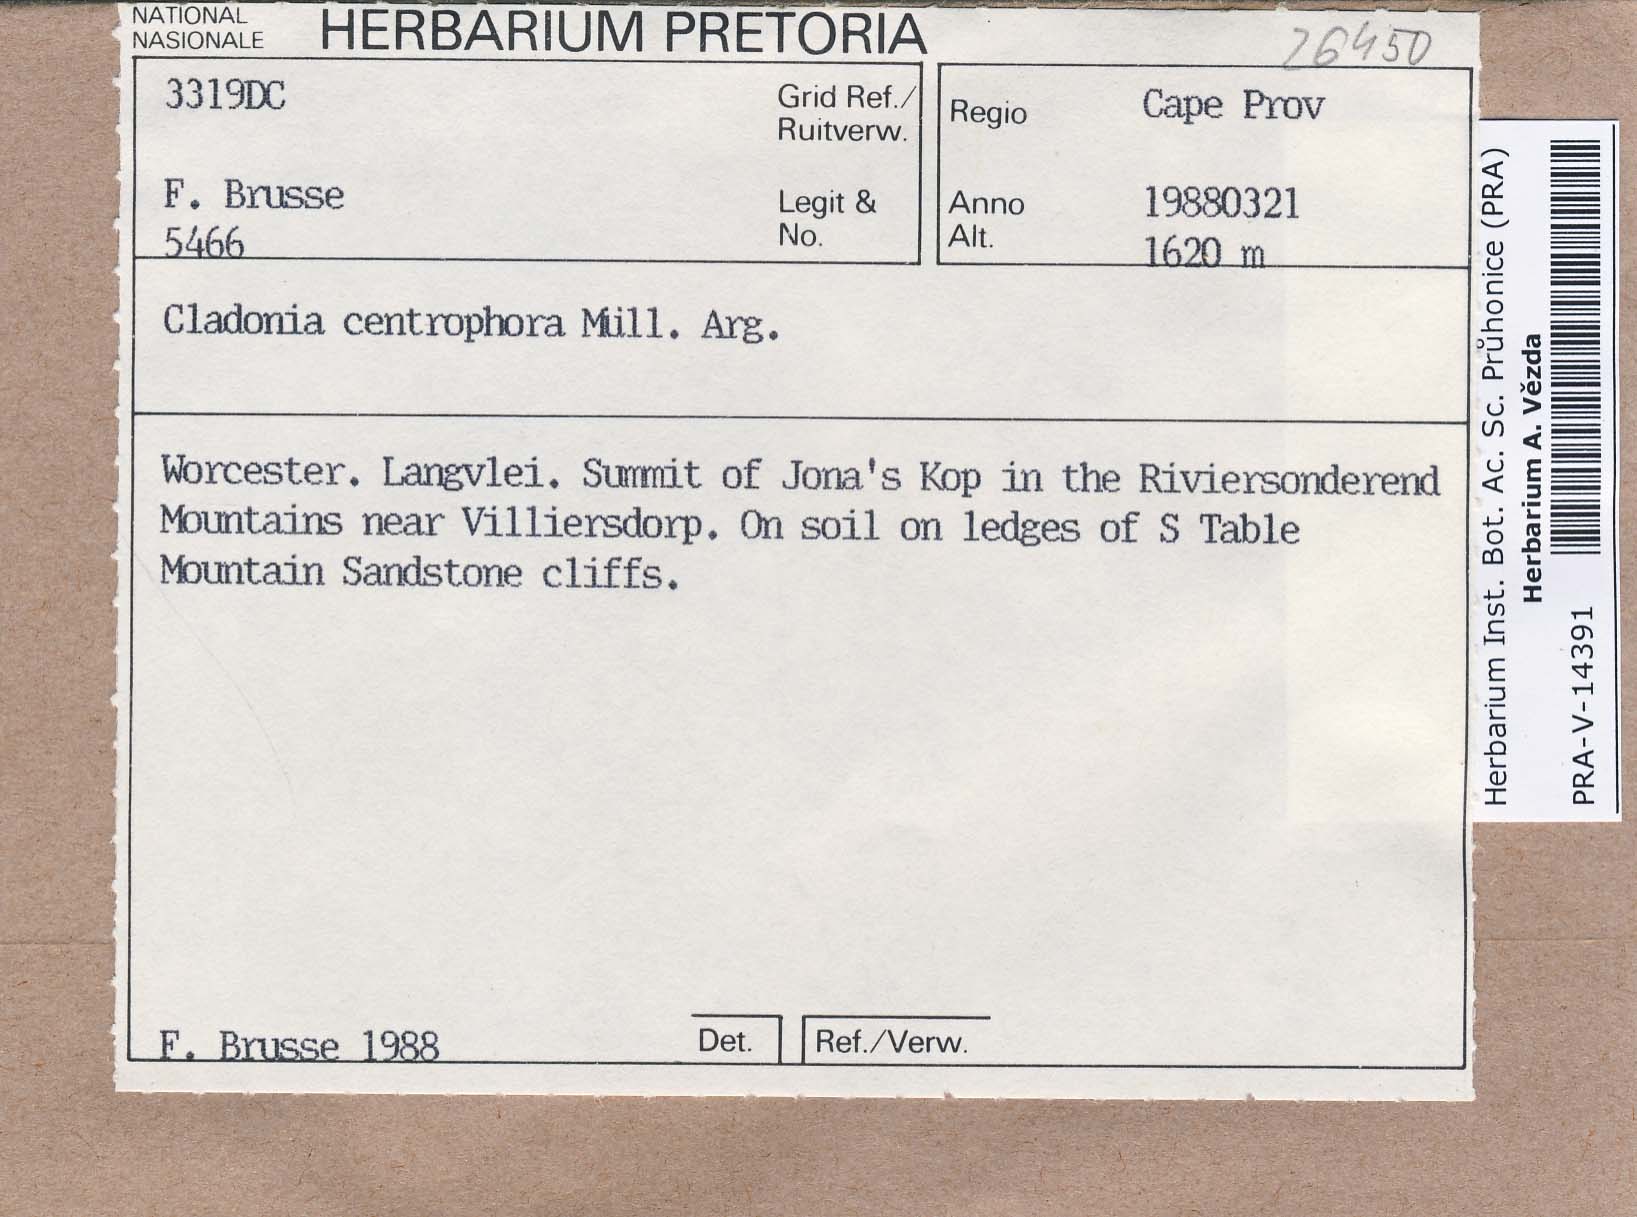 NATIONAL
NASIONALE
HERBARIUM PRETORIA
26450
3319DC
Grid Ref./
Ruitverw.
F. Brusse
5466
Legit &
No.
Regio
Cape Prov
Anno
19880321
Alt.
1620 m
Cladonia centrophora Müll. Arg.
Worcester. Langvlei. Summit of Jona's Kop in the Riviersonderend
Mountains near Villiersdorp. On soil on ledges of S Table
Mountain Sandstone cliffs.
F. Brusse 1988
Det.
Ref./Verw.
Herbarium Inst. Bot. Ac. Sc. Průhonice (PRA)
Herbarium A. Vězda
PRA-V-14391